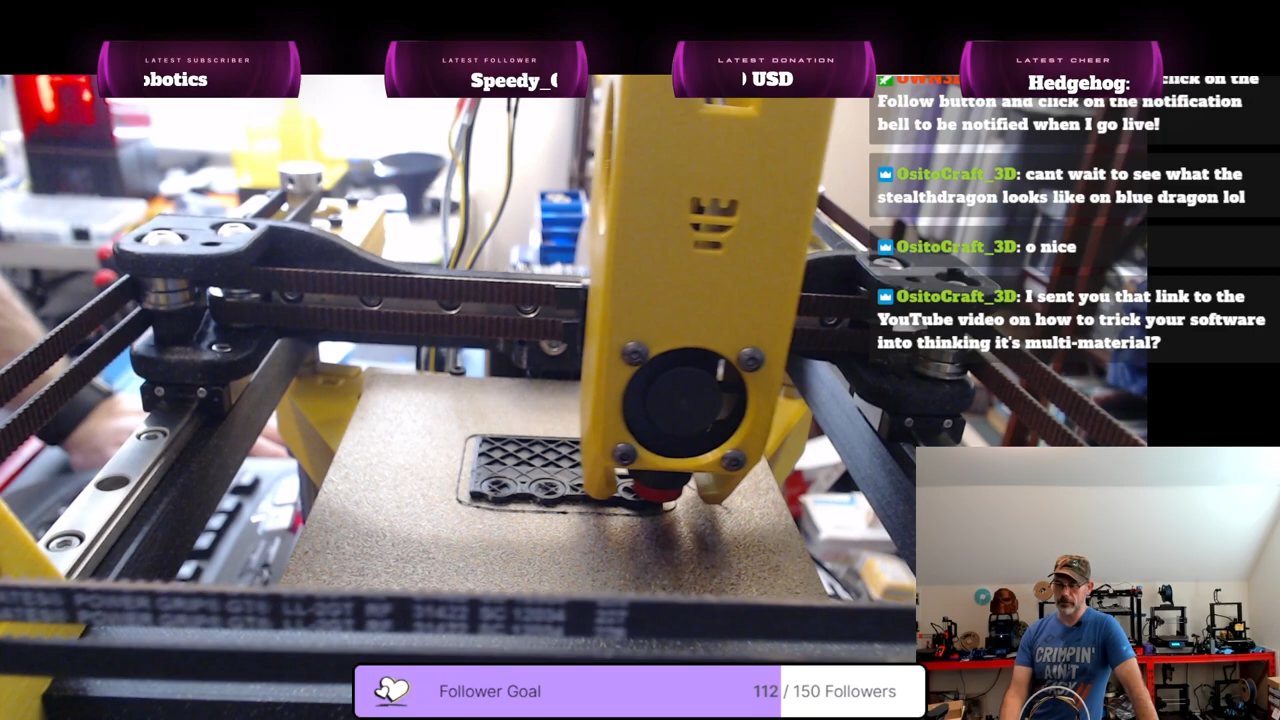 LATEST SUBSCRIBER
obotics
LATEST FOLLOWER
Speedy_
LATEST DONATION
USD
LATEST CHEER
Hedgehog:
click on the
Follow button and click on the notification
bell to be notified when I go live!
OsitoCraft_3D: cant wait to see what the
stealthdragon looks like on blue dragon lol
OsitoCraft_3D: o nice
OsitoCraft_3D: I sent you that link to the
YouTube video on how to trick your software
into thinking it's multi-material?
CRIMPIN'
AIN'T
EASY
Follower Goal
112 / 150 Followers